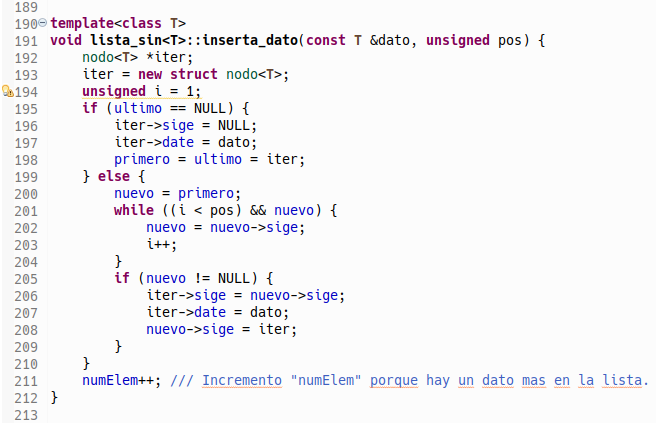 189
190 template<class T>
191 void lista_sin<T>::inserta_dato(const T &dato, unsigned pos) {
192     nodo<T> *iter;
193     iter = new struct nodo<T>;
194     unsigned i = 1;
195     if (ultimo == NULL) {
196         iter->sige = NULL;
197         iter->date = dato;
198         primero = ultimo = iter;
199     } else {
200         nuevo = primero;
201         while ((i < pos) && nuevo) {
202             nuevo = nuevo->sige;
203             i++;
204         }
205         if (nuevo != NULL) {
206             iter->sige = nuevo->sige;
207             iter->date = dato;
208             nuevo->sige = iter;
209         }
210     }
211     numElem++; /// Incremento "numElem" porque hay un dato mas en la lista.
212 }
213